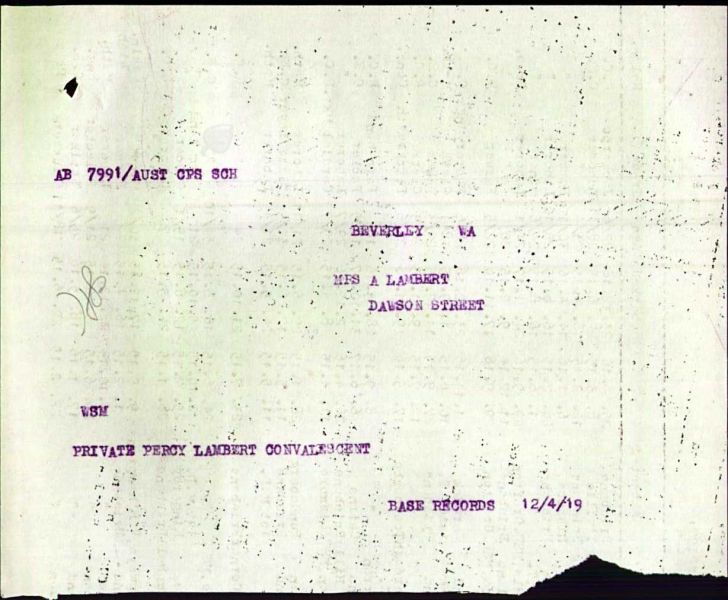 AB 7991/AUST CPS SCH
BEVERLLY WA
MRS A LAMBERT
DAWSON STREET
WSM
PRIVATE PERCY LAMBERT CONVALESCENT
BASE RECORDS 12/4/19